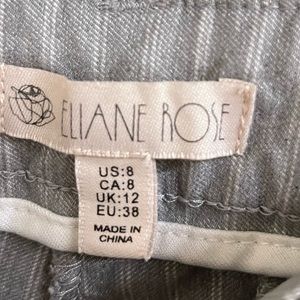 ELIANE ROSE
US:8
CA:8
UK:12
EU:38
MADE IN
CHINA